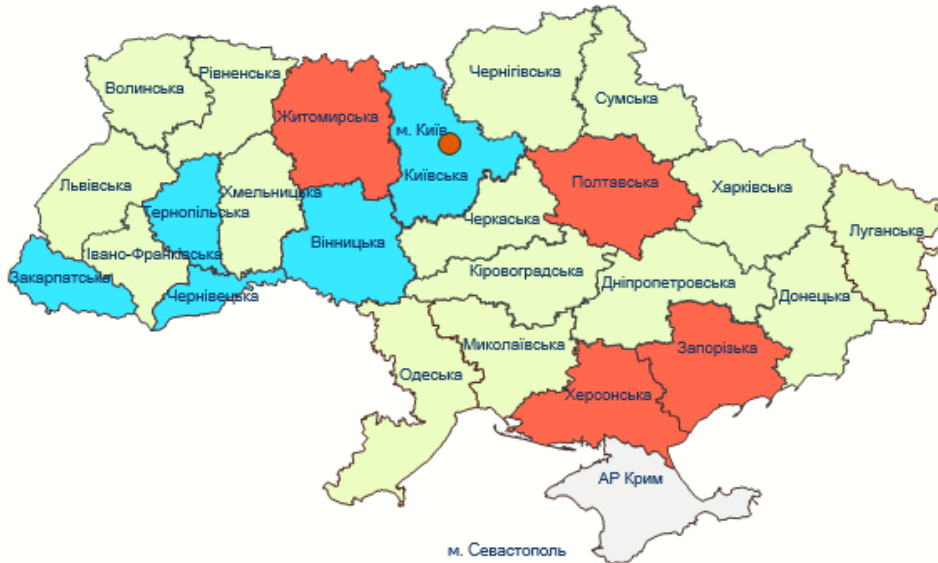 Волинська
Рівненська
Житомирська
Чернігівська
Сумська
м. Київ
Київська
Львівська
Тернопільська
Хмельницька
Полтавська
Харківська
Луганська
Черкаська
Вінницька
Івано-Франківська
Закарпатська
Чернівецька
Кіровоградська
Дніпропетровська
Донецька
Миколаївська
Запорізька
Одеська
Херсонська
АР Крим
м. Севастополь